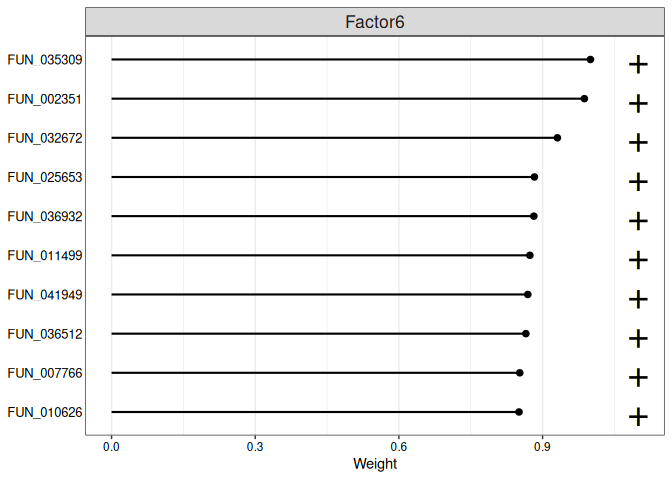 Factor6
FUN_035309 +
FUN_002351 +
FUN_032672 +
FUN_025653 +
FUN_036932 +
FUN_011499 +
FUN_041949 +
FUN_036512 +
FUN_007766 +
FUN_010626 +
0.0 0.3 0.6 0.9
Weight